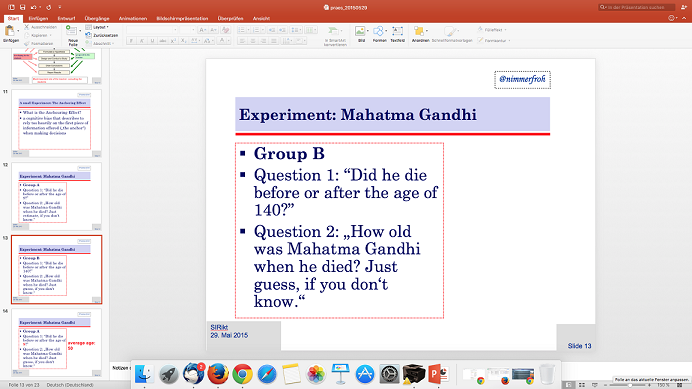 praes_20150529
In Präsentation suchen
Start
Einfügen
Entwurf
Übergänge
Animationen
Bildschirmpräsentation
Überprüfen
Ansicht
Freigeben
Ausschneiden
Kopieren
Formatieren
Einfügen
Neue
Folie
Layout
Zurücksetzen
Abschnitt
In SmartArt
konvertieren
Bild
Formen
Textfeld
Anordnen
Schnellformatvorlagen
Fülleffekt
Formkontur
11
A small Experiment: The Anchoring Effect
What is the Anchoring Effect?
a cognitive bias that describes to
rely too heavily on the first piece of
information offered („the anchor“)
when making decisions
12
Experiment: Mahatma Gandhi
Group A
Question 1: "Did he die
before or after the age of
9?"
Question 2: „How old
was Mahatma Gandhi
when he died? Just
estimate, if you don't
know."
13
Experiment: Mahatma Gandhi
Group B
Question 1: "Did he die
before or after the age of
140?"
Question 2: „How old
was Mahatma Gandhi
when he died? Just
guess, if you don't
know."
14
Experiment: Mahatma Gandhi
Group A
Question 1: "Did he die
before or after the age of
9?"
Question 2: „How old
was Mahatma Gandhi
when he died? Just
guess, if you don't
know."
average age:
50
@nimmerfroh
Experiment: Mahatma Gandhi
▪ Group B
▪ Question 1: “Did he die
before or after the age of
140?”
▪ Question 2: „How old
was Mahatma Gandhi
when he died? Just
guess, if you don‘t
know.“
SIRikt
29. Mai 2015
Slide 13
Notizen
Folie 13 von 23
Deutsch (Deutschland)
Folie an das aktuelle Fenster anpassen
150 %